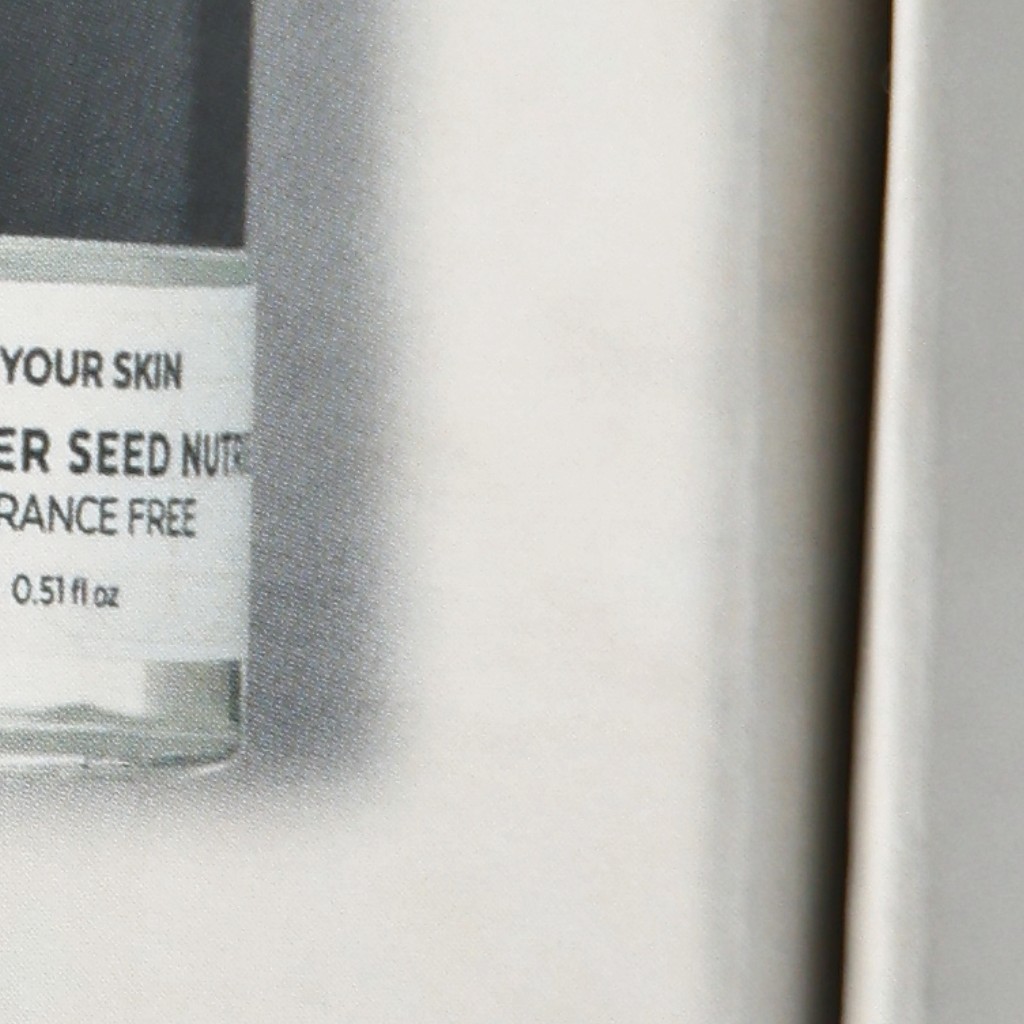 YOUR SKIN
ER SEED NUTR
RANCE FREE
0.51 fl oz